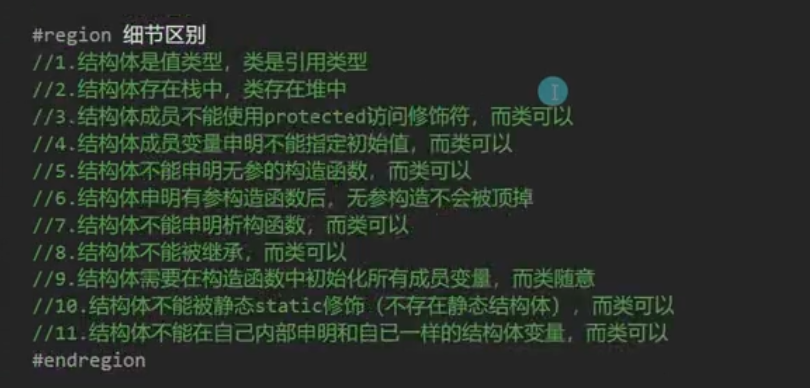 #region 细节区别
//1.结构体是值类型，类是引用类型
//2.结构体存在栈中，类存在堆中
//3.结构体成员不能使用protected访问修饰符，而类可以
//4.结构体成员变量申明不能指定初始值，而类可以
//5.结构体不能申明无参的构造函数，而类可以
//6.结构体申明有参构造函数后，无参构造不会被顶掉
//7.结构体不能申明析构函数，而类可以
//8.结构体不能被继承，而类可以
//9.结构体需要在构造函数中初始化所有成员变量，而类随意
//10.结构体不能被静态static修饰（不存在静态结构体），而类可以
//11.结构体不能在自己内部申明和自已一样的结构体变量，而类可以
#endregion